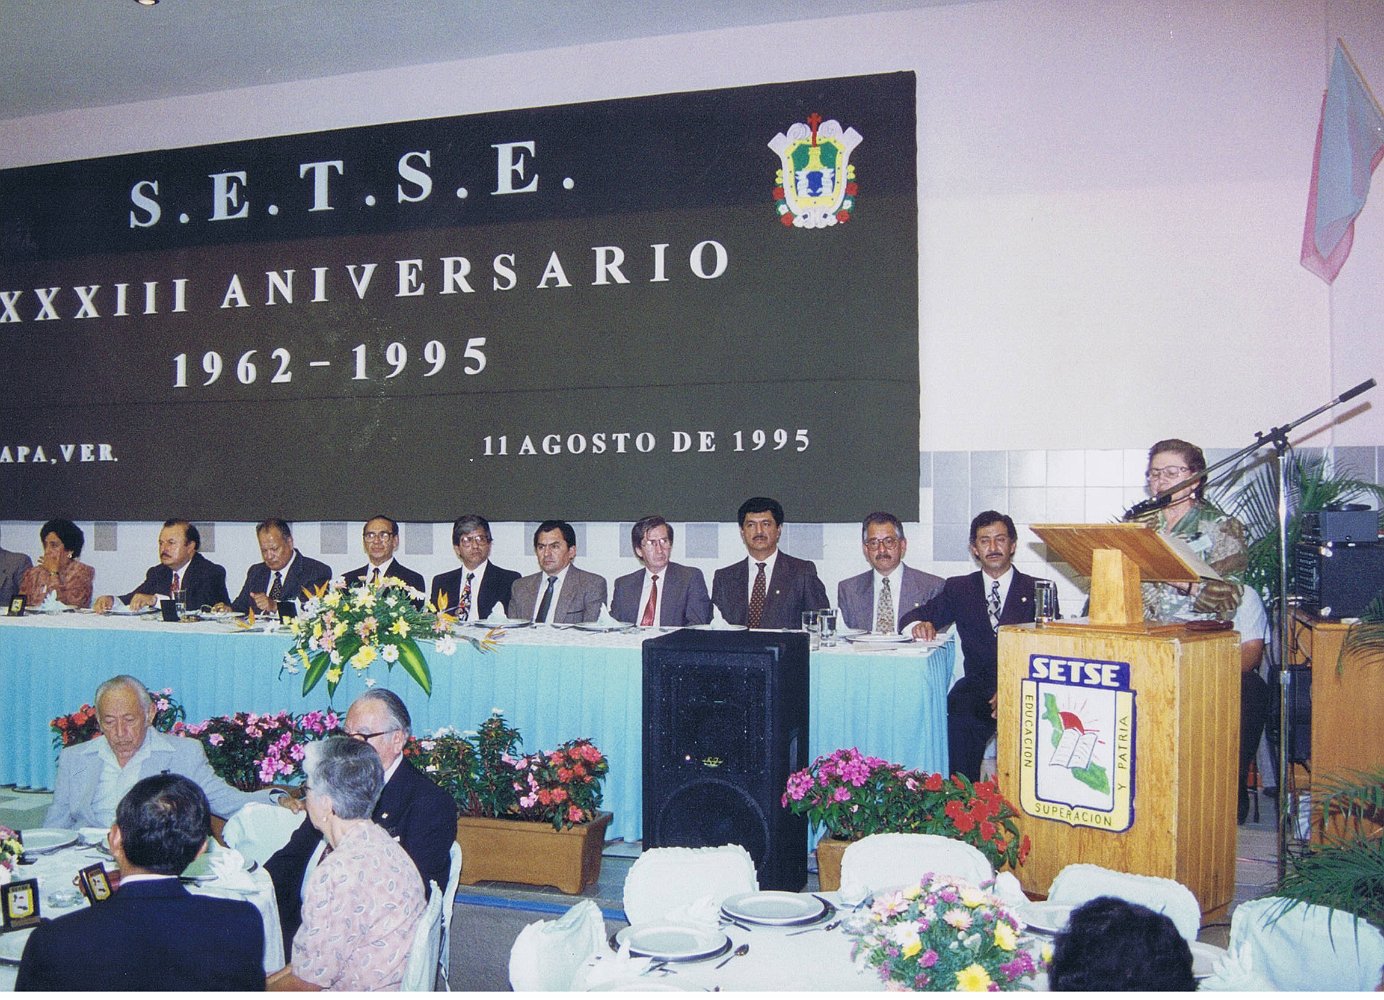 S.E.T.S.E.
XXXIII ANIVERSARIO
1962-1995
APA, VER.
11 AGOSTO DE 1995
SETSE
EDUCACION
SUPERACION
Y PATRIA